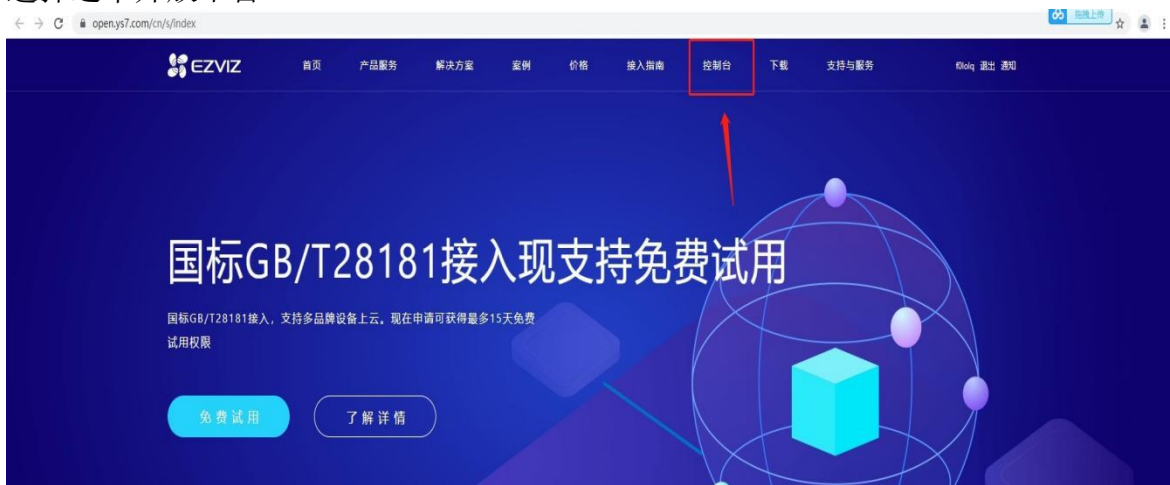 open.ys7.com/cn/s/index
拖拽上传
EZVIZ 首页 产品服务 解决方案 案例 价格 接入指南 控制台 下载 支持与服务 退出 通知
国标GB/T28181接入现支持免费试用
国标GB/T28181接入，支持多品牌设备上云。现在申请可获得最多15天免费
试用权限
免费试用 了解详情